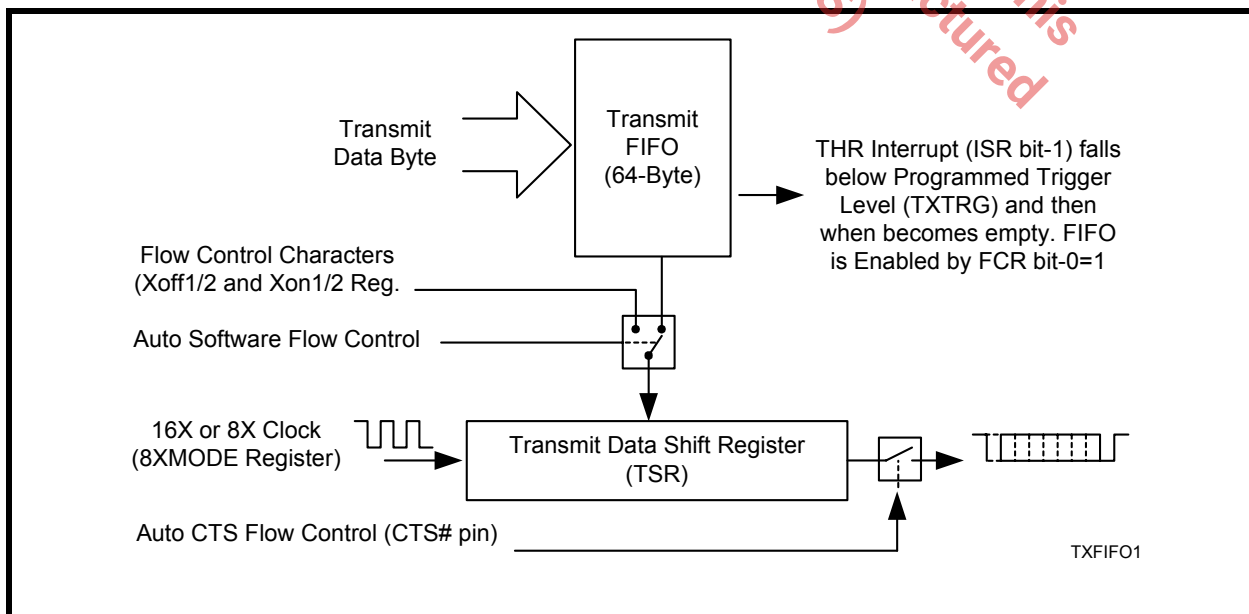 his
ctured
s)
Transmit
Data Byte
Transmit
FIFO
(64-Byte)
THR Interrupt (ISR bit-1) falls
below Programmed Trigger
Level (TXTRG) and then
when becomes empty. FIFO
is Enabled by FCR bit-0=1
Flow Control Characters
(Xoff1/2 and Xon1/2 Reg.
Auto Software Flow Control
16X or 8X Clock
(8XMODE Register)
Transmit Data Shift Register
(TSR)
Auto CTS Flow Control (CTS# pin)
TXFIFO1